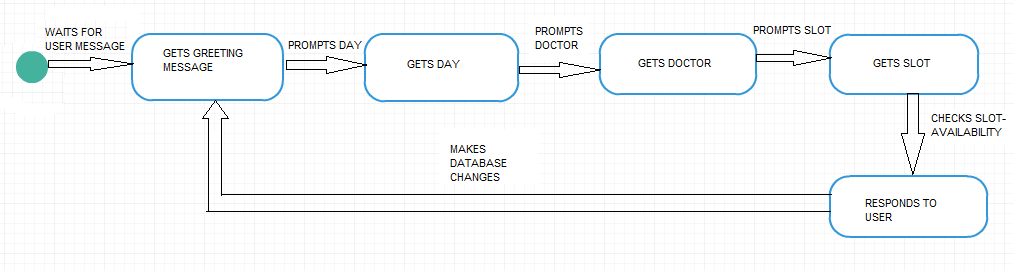 WAITS FOR
USER MESSAGE
GETS GREETING
MESSAGE
PROMPTS DAY
GETS DAY
PROMPTS
DOCTOR
GETS DOCTOR
PROMPTS SLOT
GETS SLOT
CHECKS SLOT-
AVAILABILITY
RESPONDS TO
USER
MAKES
DATABASE
CHANGES